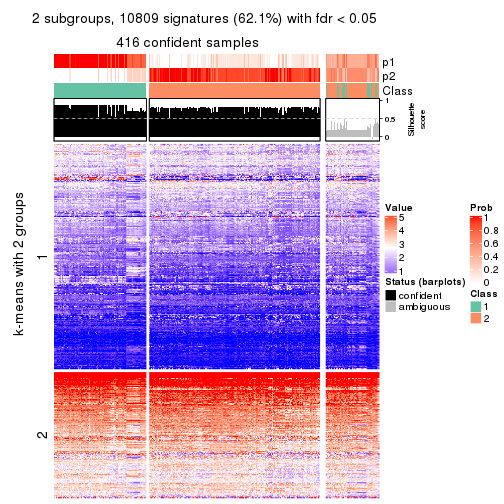 2 subgroups, 10809 signatures (62.1%) with fdr < 0.05
416 confident samples
p1
p2
Class
1
0.5
0
Silhouette
score
k-means with 2 groups
1
2
Value
5
4
3
2
1
Status (barplots)
confident
ambiguous
Prob
1
0.8
0.6
0.4
0.2
0
Class
1
2